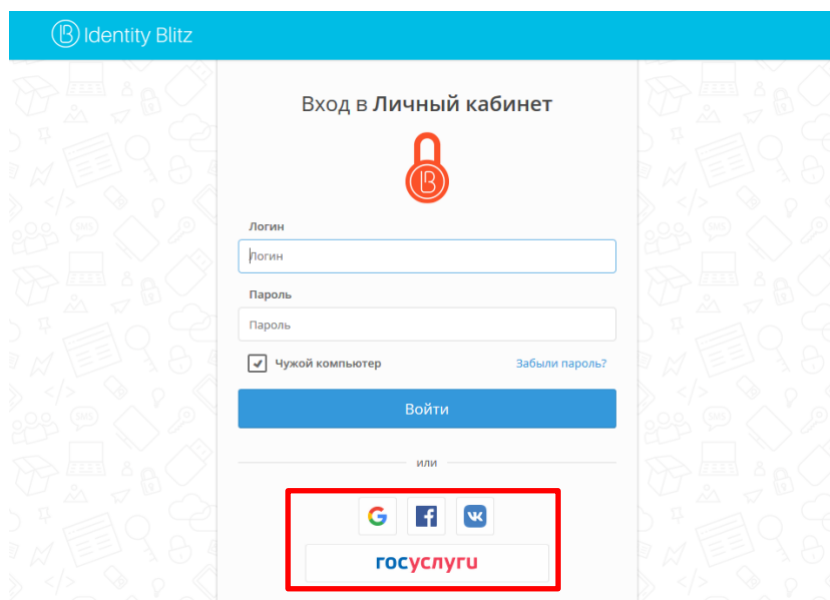 Identity Blitz
Вход в Личный кабинет
Логин
Логин
Пароль
Пароль
Чужой компьютер Забыли пароль?
Войти
или
госуслуги